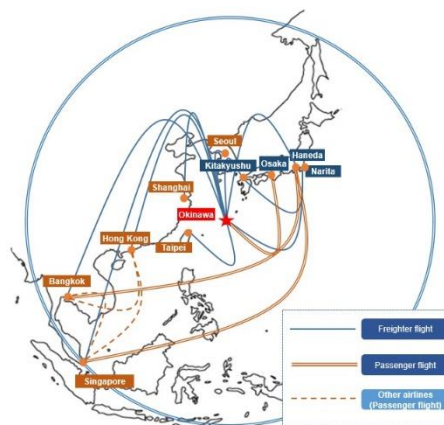 Seoul
Kitakyushu
Osaka
Haneda
Narita
Shanghai
Okinawa
Taipei
Hong Kong
Bangkok
Singapore
Freighter flight
Passenger flight
Other airlines
(Passenger flight)